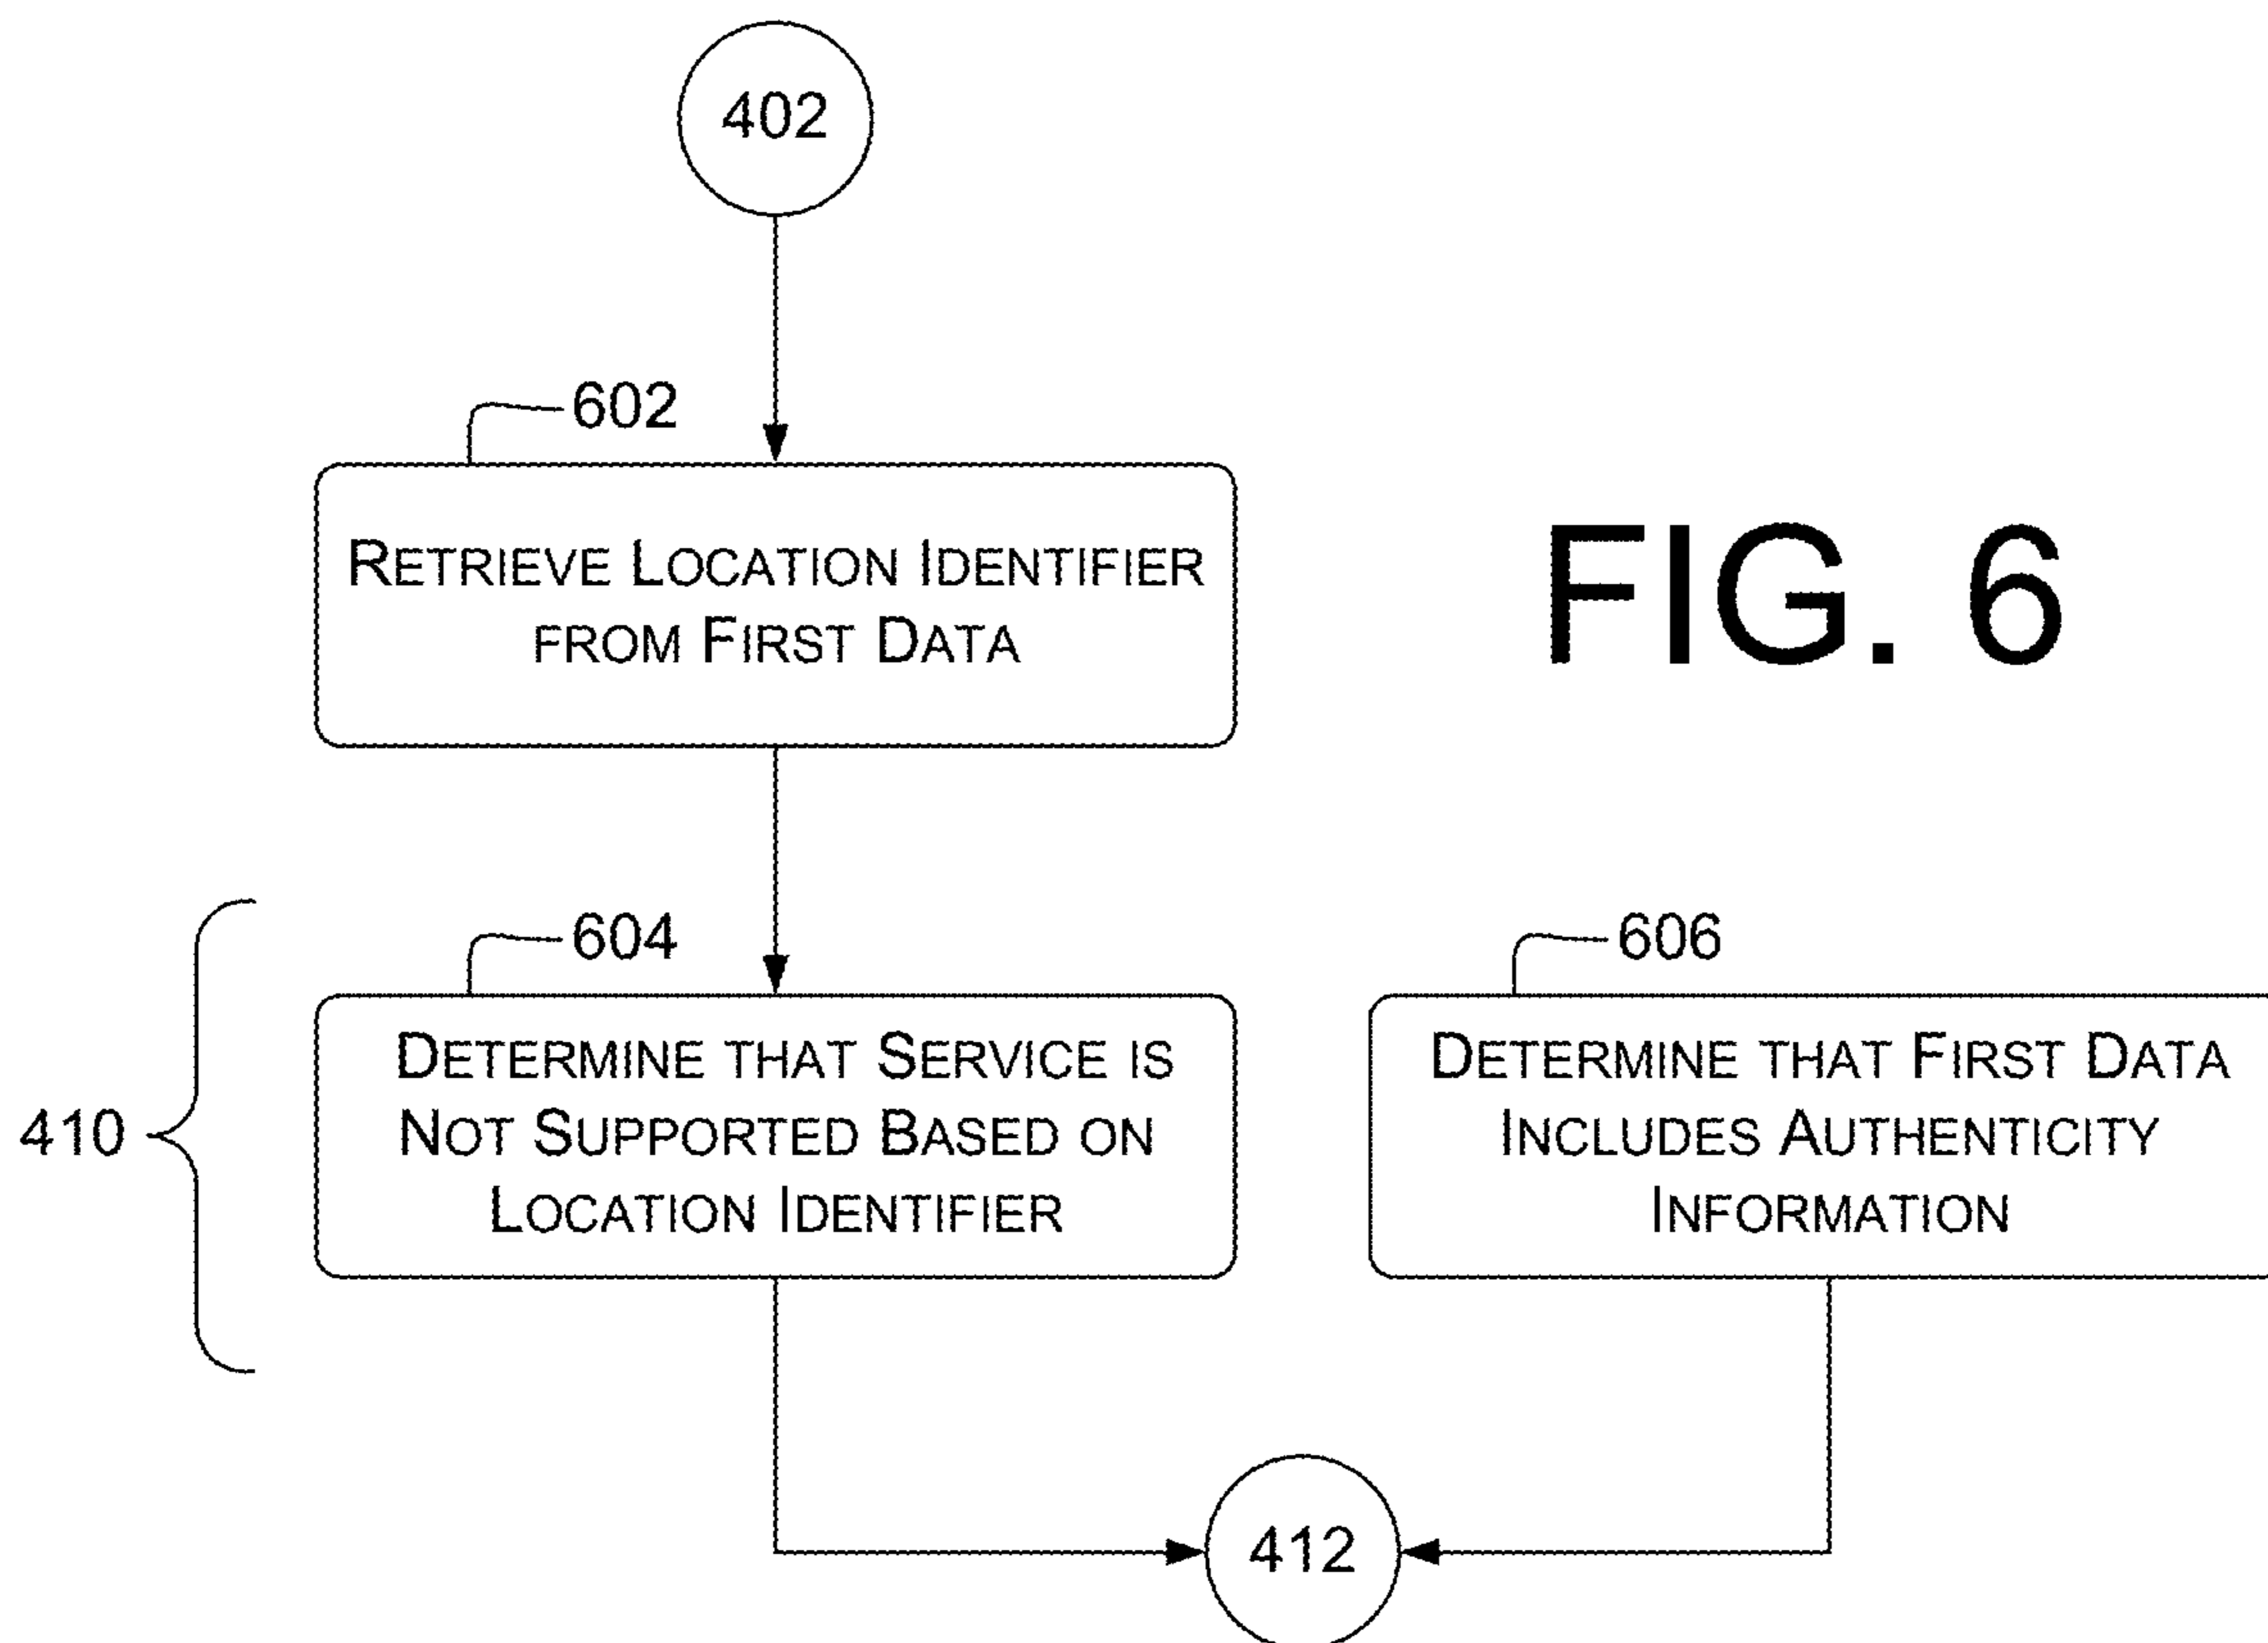 402
602
RETRIEVE LOCATION IDENTIFIER
FROM FIRST DATA
FIG. 6
410
604
DETERMINE THAT SERVICE IS
NOT SUPPORTED BASED ON
LOCATION IDENTIFIER
606
DETERMINE THAT FIRST DATA
INCLUDES AUTHENTICITY
INFORMATION
412